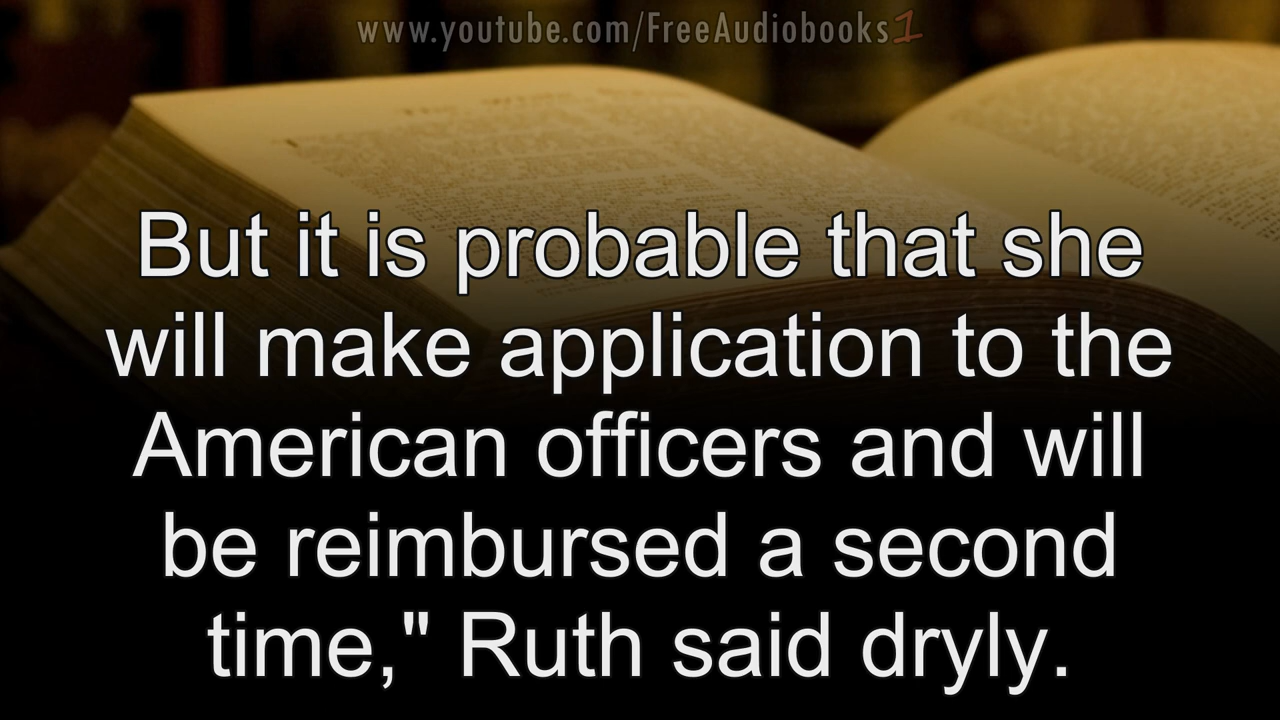 www.youtube.com/FreeAudiobooks1
But it is probable that she
will make application to the
American officers and will
be reimbursed a second
time," Ruth said dryly.